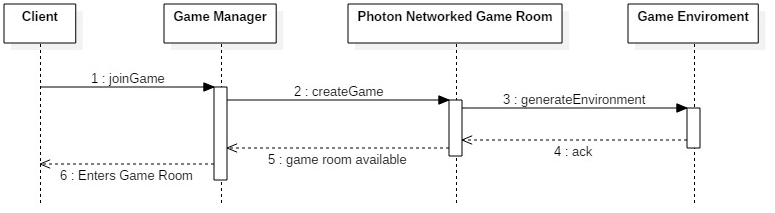 Client
Game Manager
Photon Networked Game Room
Game Enviroment
1 : joinGame
2 : createGame
3 : generateEnvironment
4 : ack
5 : game room available
6 : Enters Game Room